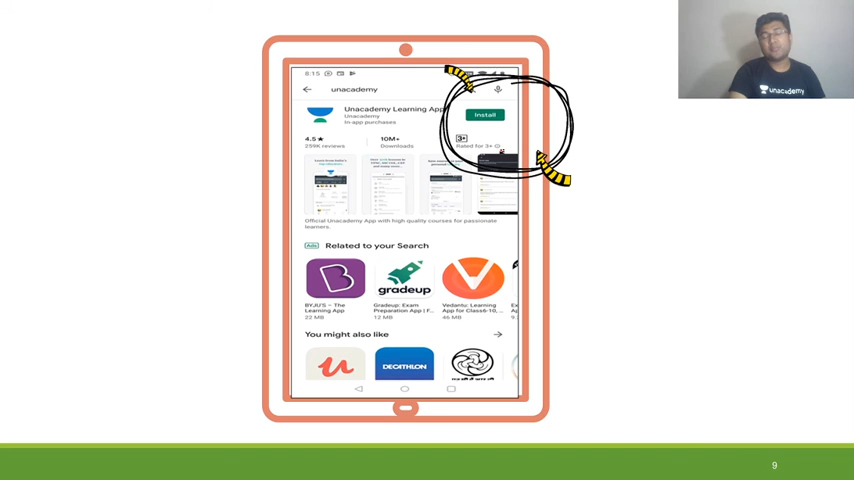 unacademy
8:15
unacademy
Unacademy Learning App
Unacademy
In-app purchases
Install
4.5★
259K reviews
10M+
Downloads
3+
Rated for 3+
Official Unacademy App with high quality courses for passionate
learners.
Ads Related to your Search
gradeup
BYJU'S – The
Learning App
23 MB
Gradeup: Exam
Preparation App | F...
12 MB
Vedantu: Learning
App for Class 6-10, ...
46 MB
You might also like
DECATHLON
9